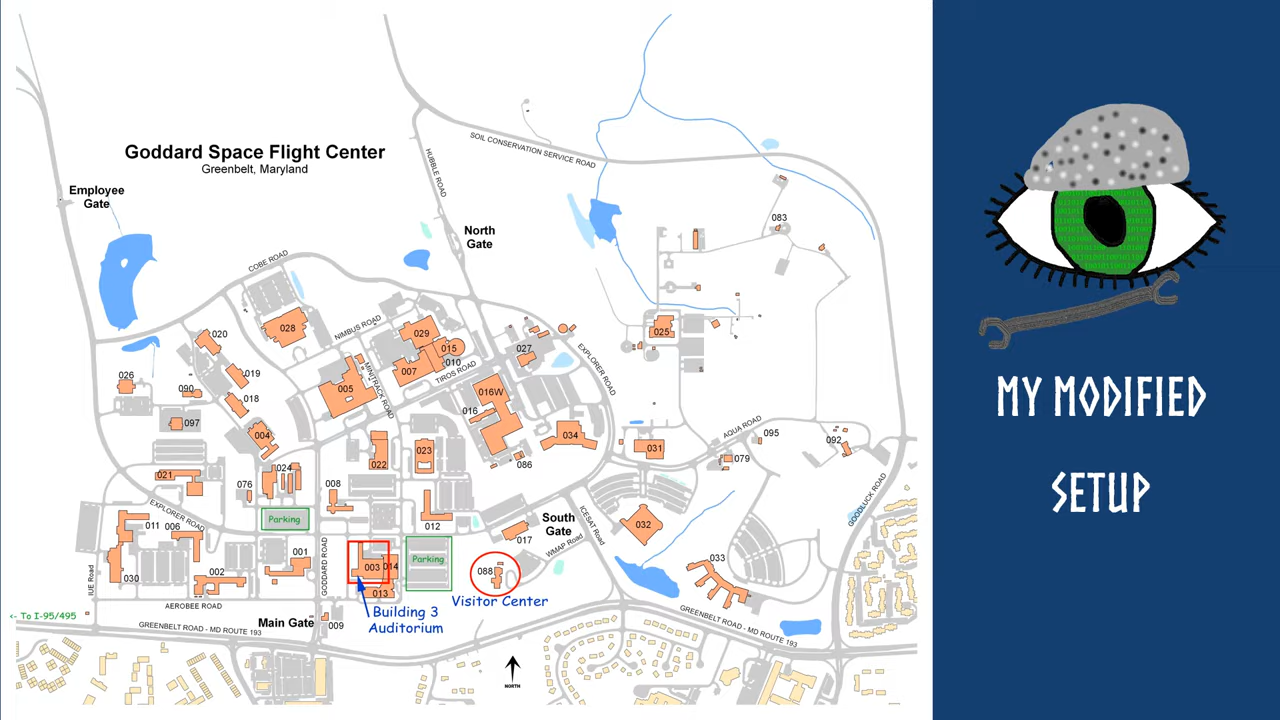 Goddard Space Flight Center
Greenbelt, Maryland
Employee
Gate
SOIL CONSERVATION SERVICE ROAD
HUBBLE ROAD
North
Gate
083
COBE ROAD
028
NIMBUS ROAD
029
015
010
007
TIROS ROAD
005
MINITRACK ROAD
020
019
018
026
090
097
004
027
EXPLORER ROAD
025
016W
016
034
086
031
AQUA ROAD
095
079
092
GOODLUCK ROAD
022
023
021
024
076
008
012
EXPLORER ROAD
011
006
Parking
017
South
Gate
ICESAT Road
WMAP Road
032
033
001
002
030
IUE Road
GODDARD ROAD
003
014
013
Parking
088
Visitor Center
Building 3
Auditorium
AEROBEE ROAD
<- To I-95/495
GREENBELT ROAD - MD ROUTE 193
Main Gate
009
GREENBELT ROAD - MD ROUTE 193
NORTH
MY MODIFIED
SETUP